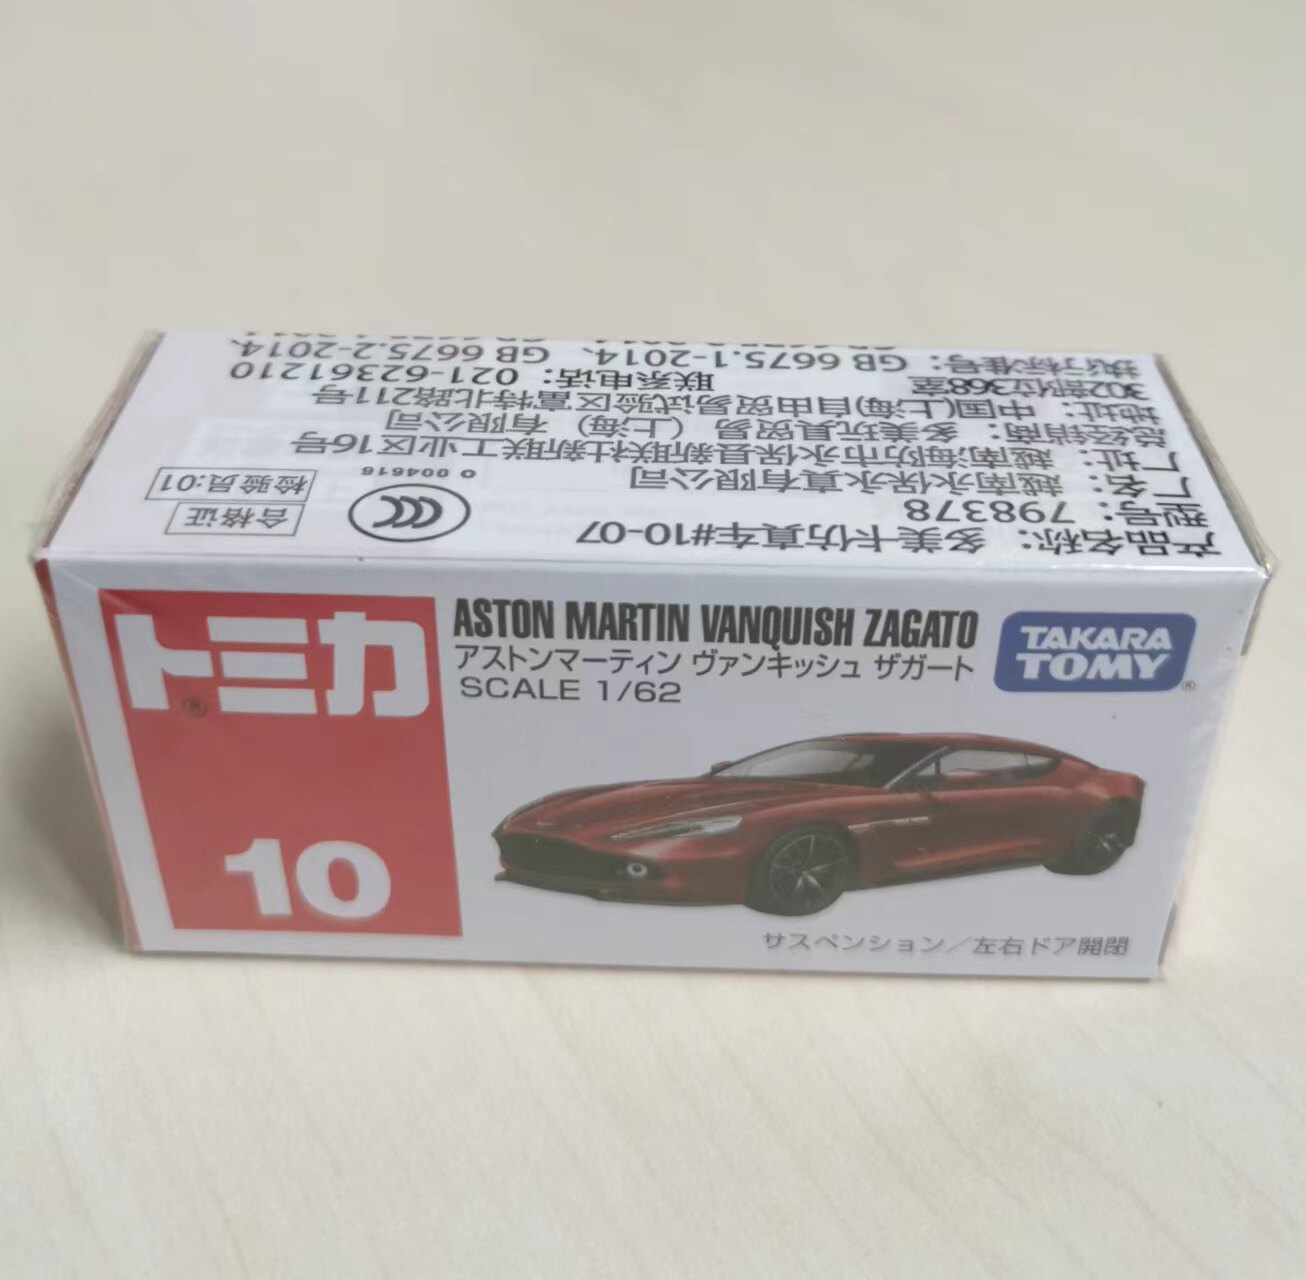 产品名称： 多美卡仿真车#10-07
型号： 798378
厂名： 越南永保永真有限公司
厂址： 越南海防市永保县新联社新联工业区16号
总经销商： 多美玩具贸易（上海）有限公司
地址： 中国(上海)自由贸易试验区富特北路211号
302部位368室 联系电话：021-62361210
执行标准号：GB 6675.1-2014、GB 6675.2-2014、
合格证
检验员:01
CCC
004616
トミカ®
10
ASTON MARTIN VANQUISH ZAGATO
アストンマーティン ヴァンキッシュ ザガート
SCALE 1/62
TAKARA
TOMY®
サスペンション／左右ドア開閉